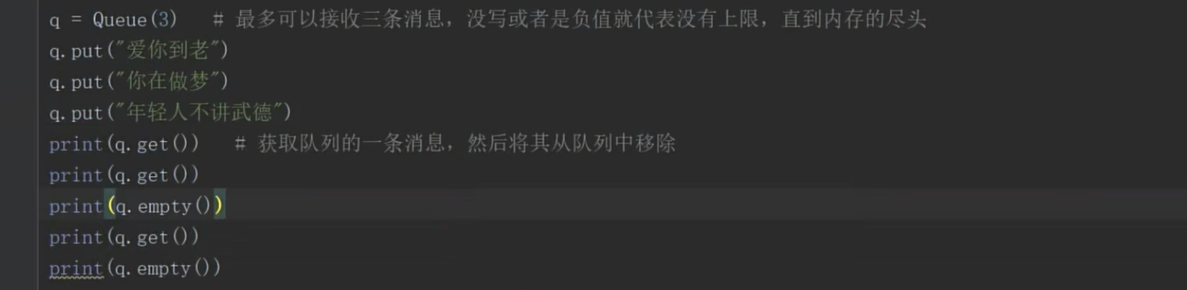 q = Queue(3)   # 最多可以接收三条消息，没写或者是负值就代表没有上限，直到内存的尽头
q.put("爱你到老")
q.put("你在做梦")
q.put("年轻人不讲武德")
print(q.get())   # 获取队列的一条消息，然后将其从队列中移除
print(q.get())
print(q.empty())
print(q.get())
print(q.empty())